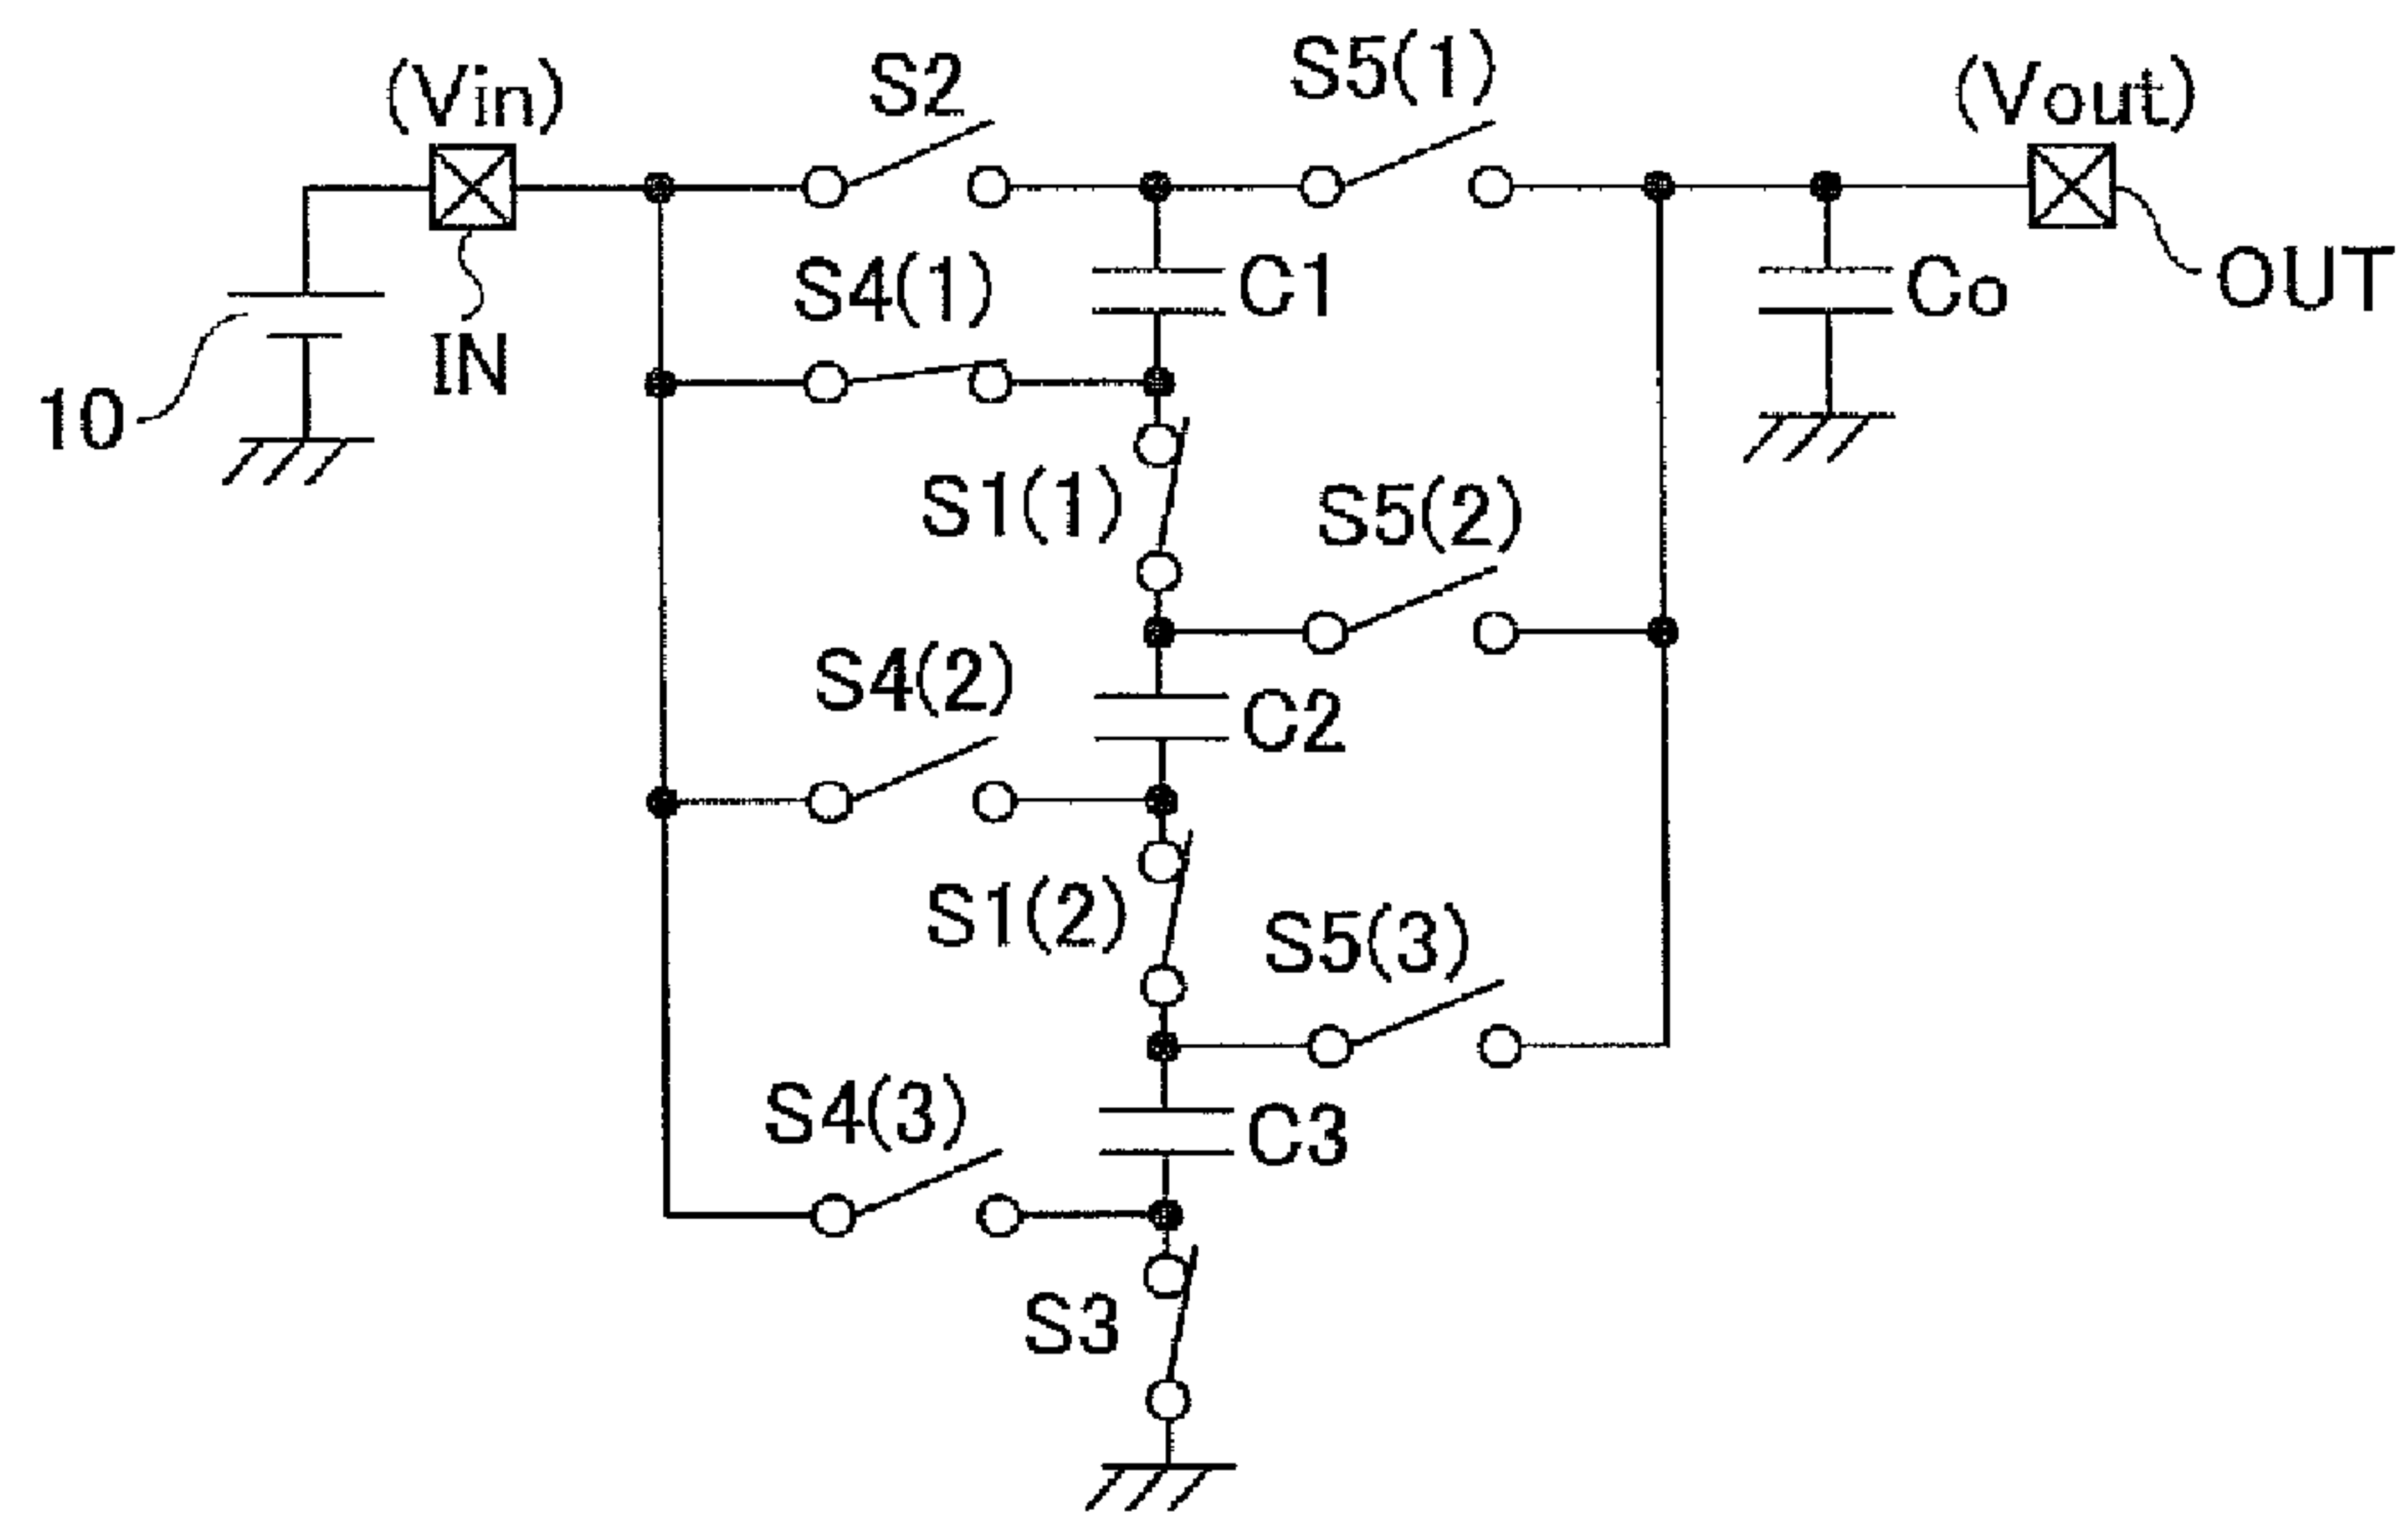 (Vin)
S2
S5(1)
(Vout)
S4(1)
C1
Co
OUT
IN
10
S1(1)
S5(2)
S4(2)
C2
S1(2)
S5(3)
S4(3)
C3
S3